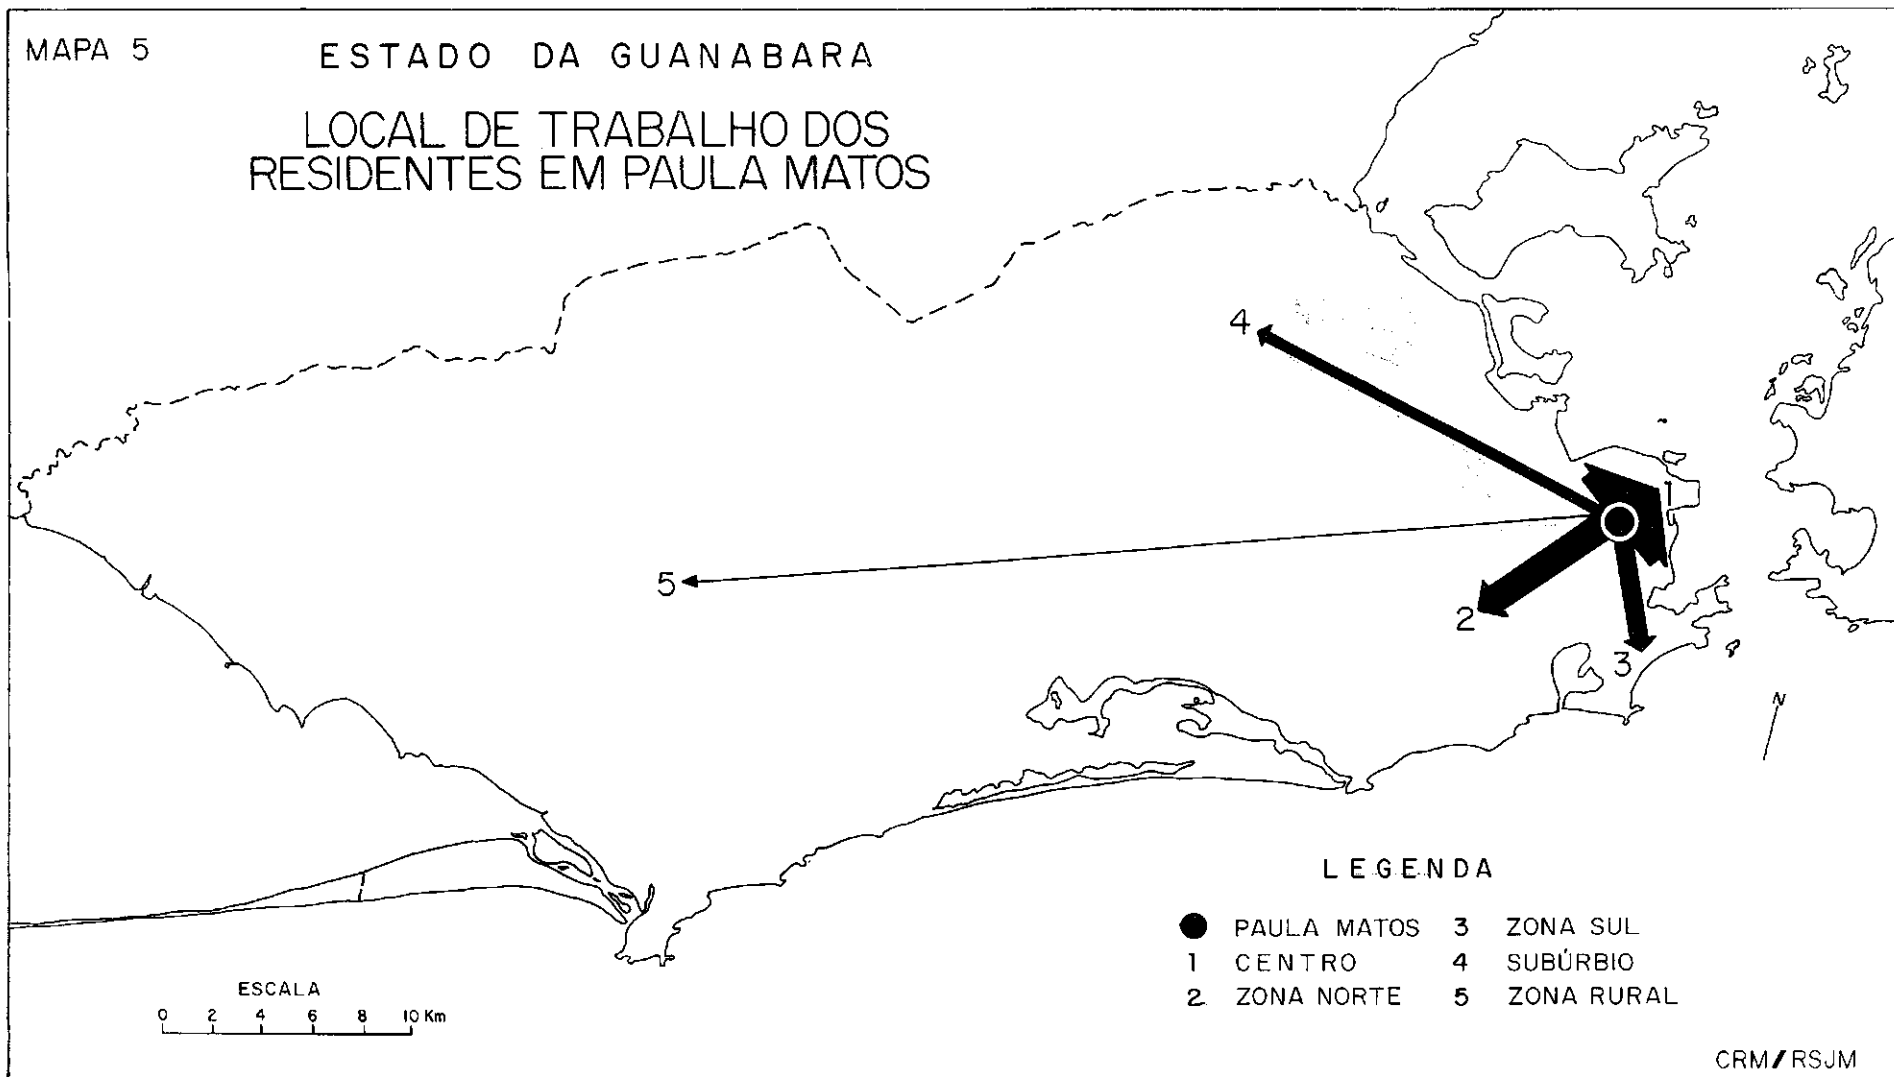 MAPA 5
ESTADO DA GUANABARA
LOCAL DE TRABALHO DOS
RESIDENTES EM PAULA MATOS
4
1
5
2
3
N
LEGENDA
PAULA MATOS 3 ZONA SUL
1 CENTRO 4 SUBÚRBIO
2 ZONA NORTE 5 ZONA RURAL
ESCALA
0 2 4 6 8 10 Km
CRM/RSJM